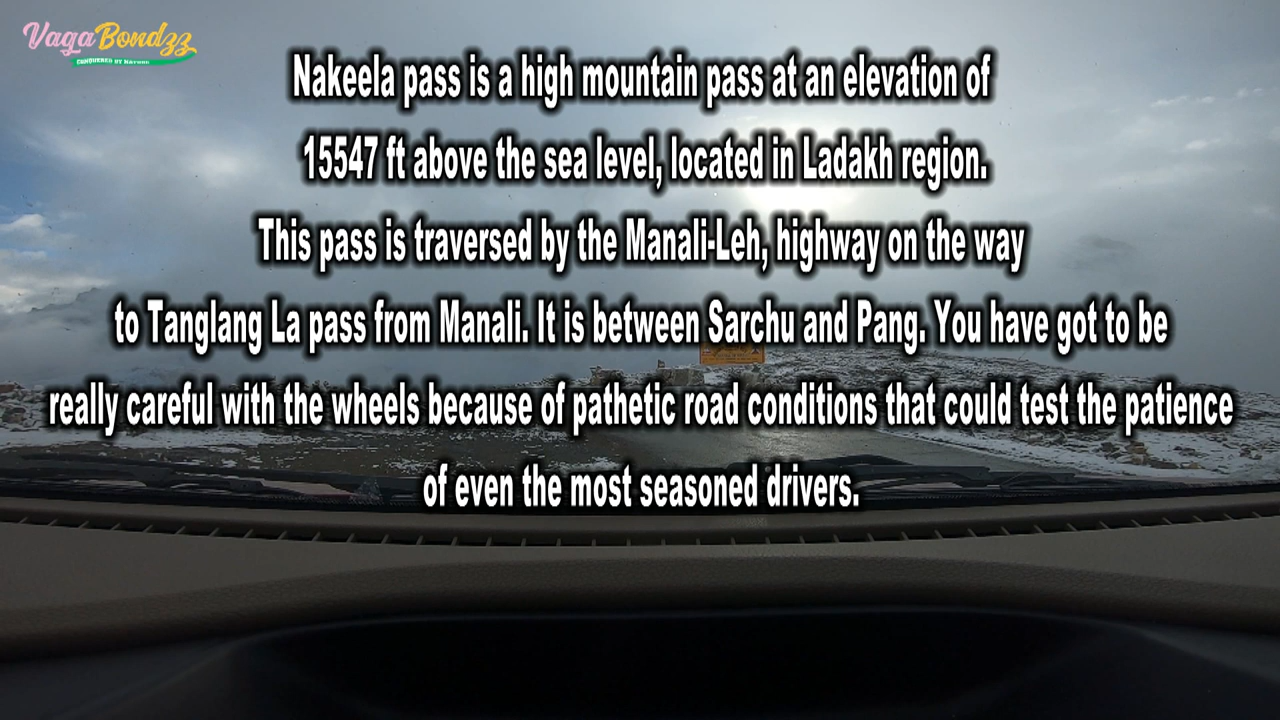 VagaBondzz
CONQUERED BY NATURE
Nakeela pass is a high mountain pass at an elevation of
15547 ft above the sea level, located in Ladakh region.
This pass is traversed by the Manali-Leh, highway on the way
to Tanglang La pass from Manali. It is between Sarchu and Pang. You have got to be
really careful with the wheels because of pathetic road conditions that could test the patience
of even the most seasoned drivers.